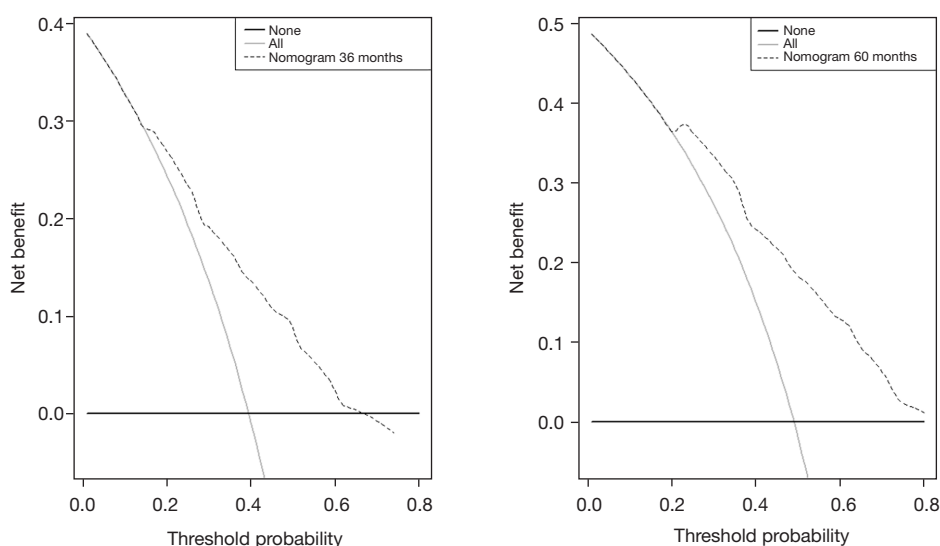 None
All
Nomogram 36 months
Net benefit
0.4
0.3
0.2
0.1
0.0
0.0 0.2 0.4 0.6 0.8
Threshold probability
None
All
Nomogram 60 months
Net benefit
0.5
0.4
0.3
0.2
0.1
0.0
0.0 0.2 0.4 0.6 0.8
Threshold probability